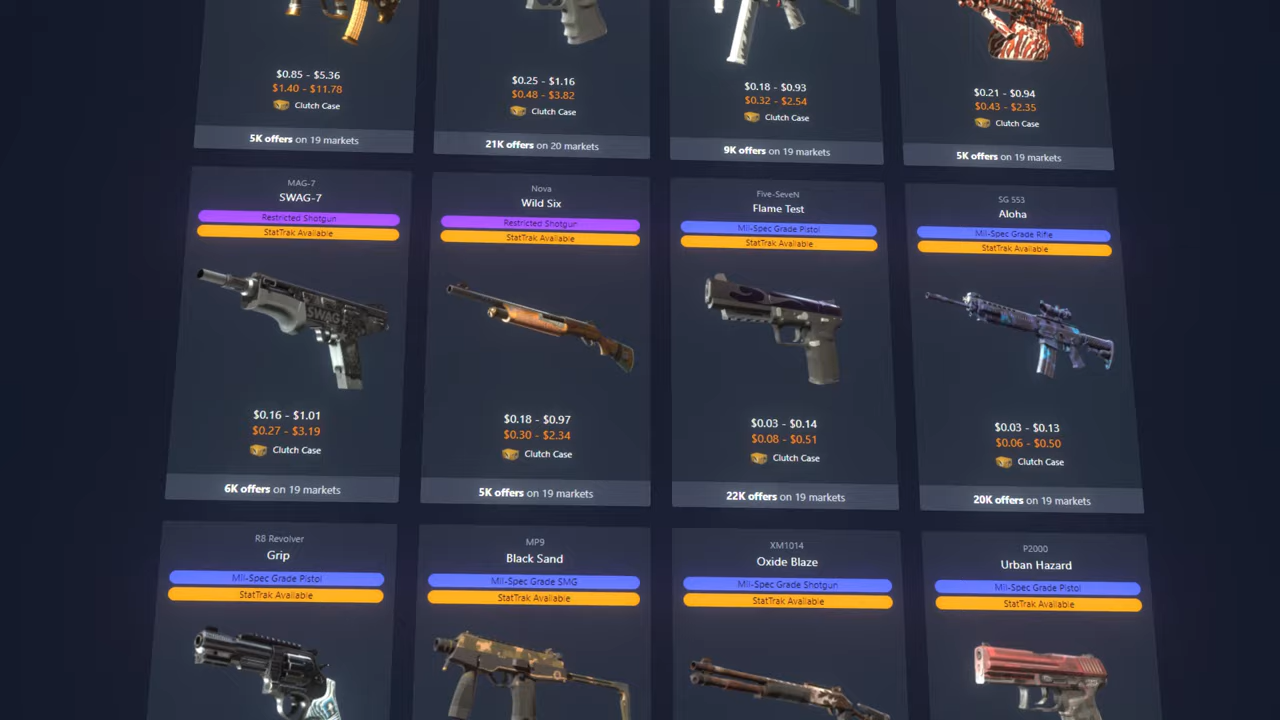 $0.85 - $5.36
$1.40 - $11.78
Clutch Case
5K offers on 19 markets
$0.25 - $1.16
$0.48 - $3.82
Clutch Case
21K offers on 20 markets
$0.18 - $0.93
$0.32 - $2.54
Clutch Case
9K offers on 19 markets
$0.21 - $0.94
$0.43 - $2.35
Clutch Case
5K offers on 19 markets
MAG-7
SWAG-7
Restricted Shotgun
StatTrak Available
SWAG
$0.16 - $1.01
$0.27 - $3.19
Clutch Case
6K offers on 19 markets
Nova
Wild Six
Restricted Shotgun
StatTrak Available
$0.18 - $0.97
$0.30 - $2.34
Clutch Case
5K offers on 19 markets
Five-SeveN
Flame Test
Mil-Spec Grade Pistol
StatTrak Available
$0.03 - $0.14
$0.08 - $0.51
Clutch Case
22K offers on 19 markets
SG 553
Aloha
Mil-Spec Grade Rifle
StatTrak Available
$0.03 - $0.13
$0.06 - $0.50
Clutch Case
20K offers on 19 markets
R8 Revolver
Grip
Mil-Spec Grade Pistol
StatTrak Available
MP9
Black Sand
Mil-Spec Grade SMG
StatTrak Available
XM1014
Oxide Blaze
Mil-Spec Grade Shotgun
StatTrak Available
P2000
Urban Hazard
Mil-Spec Grade Pistol
StatTrak Available